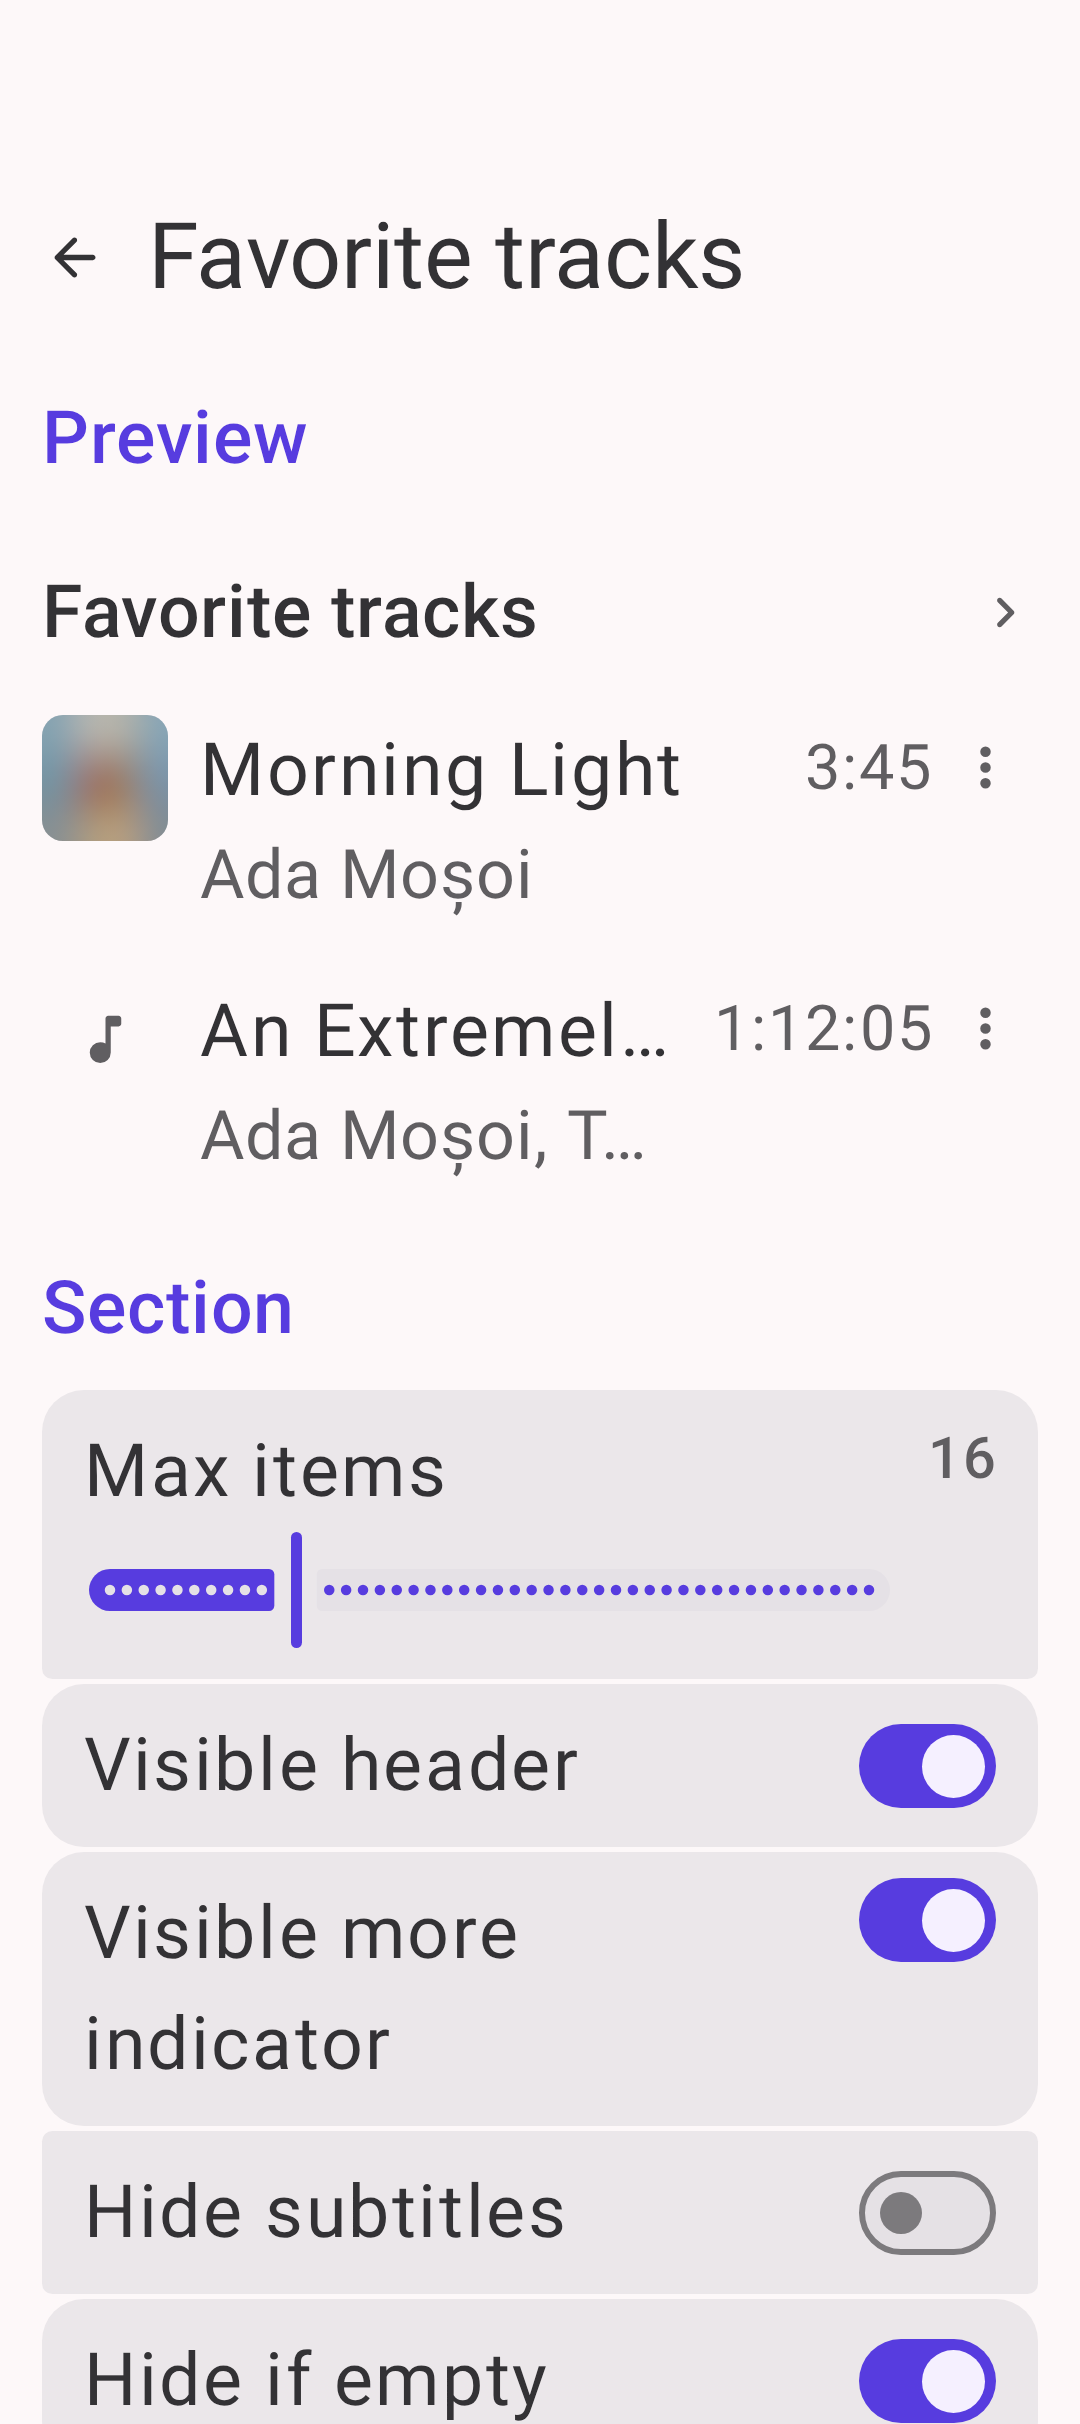 Favorite tracks
Preview
Favorite tracks
Morning Light 3:45
Ada Moșoi
An Extremel... 1:12:05
Ada Moșoi, T...
Section
Max items 16
Visible header
Visible more
indicator
Hide subtitles
Hide if empty